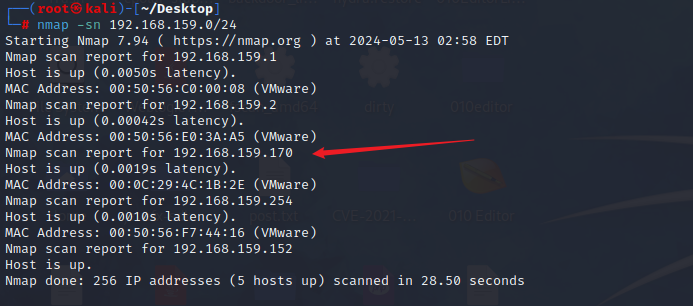 ┌──(root㉿kali)-[~/Desktop]
└─# nmap -sn 192.168.159.0/24
Starting Nmap 7.94 ( https://nmap.org ) at 2024-05-13 02:58 EDT
Nmap scan report for 192.168.159.1
Host is up (0.0050s latency).
MAC Address: 00:50:56:C0:00:08 (VMware)
Nmap scan report for 192.168.159.2
Host is up (0.00042s latency).
MAC Address: 00:50:56:E0:3A:A5 (VMware)
Nmap scan report for 192.168.159.170
Host is up (0.0019s latency).
MAC Address: 00:0C:29:4C:1B:2E (VMware)
Nmap scan report for 192.168.159.254
Host is up (0.0010s latency).
MAC Address: 00:50:56:F7:44:16 (VMware)
Nmap scan report for 192.168.159.152
Host is up.
Nmap done: 256 IP addresses (5 hosts up) scanned in 28.50 seconds
dirty
010editor
post.txt
010 Editor